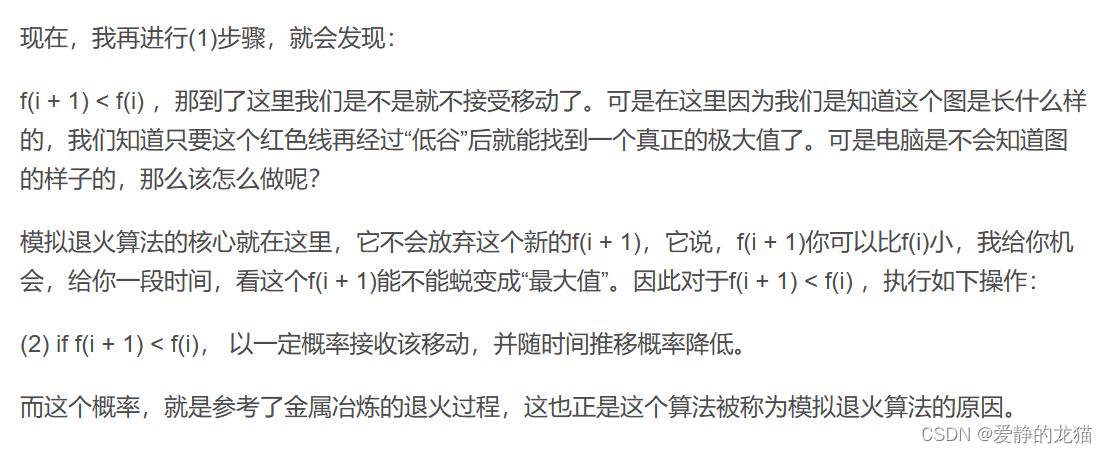 现在，我再进行(1)步骤，就会发现：
f(i + 1) < f(i) ，那到了这里我们是不是就不接受移动了。可是在这里因为我们是知道这个图是长什么样
的，我们知道只要这个红色线再经过“低谷”后就能找到一个真正的极大值了。可是电脑是不会知道图
的样子的，那么该怎么做呢？
模拟退火算法的核心就在这里，它不会放弃这个新的f(i + 1)，它说，f(i + 1)你可以比f(i)小，我给你机
会，给你一段时间，看这个f(i + 1)能不能蜕变成“最大值”。因此对于f(i + 1) < f(i) ，执行如下操作：
(2) if f(i + 1) < f(i)， 以一定概率接收该移动，并随时间推移概率降低。
而这个概率，就是参考了金属冶炼的退火过程，这也正是这个算法被称为模拟退火算法的原因。
CSDN @爱静的龙猫